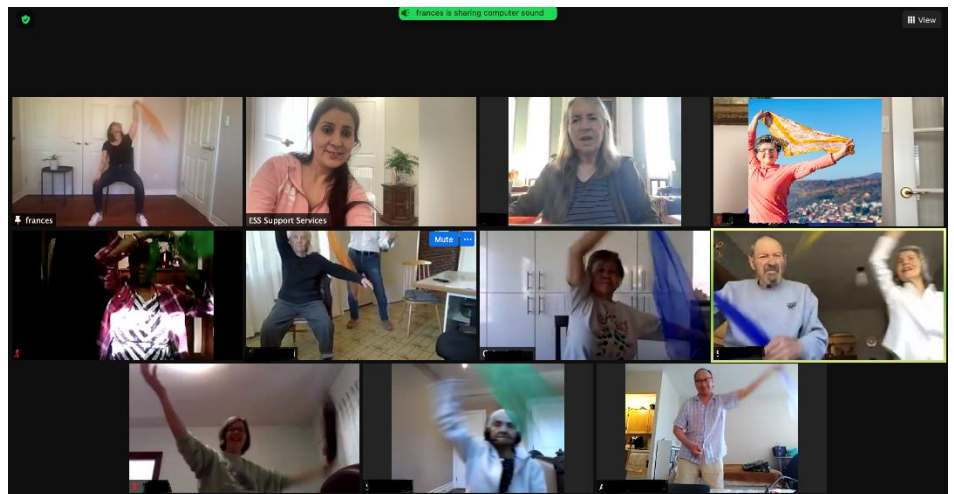 frances is sharing computer sound
View
frances
ESS Support Services
Mute